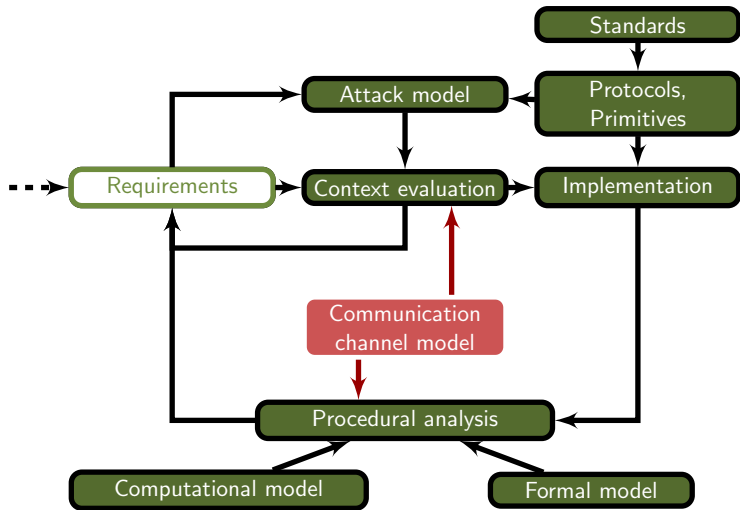 Standards
Attack model
Protocols,
Primitives
Requirements
Context evaluation
Implementation
Communication
channel model
Procedural analysis
Computational model
Formal model